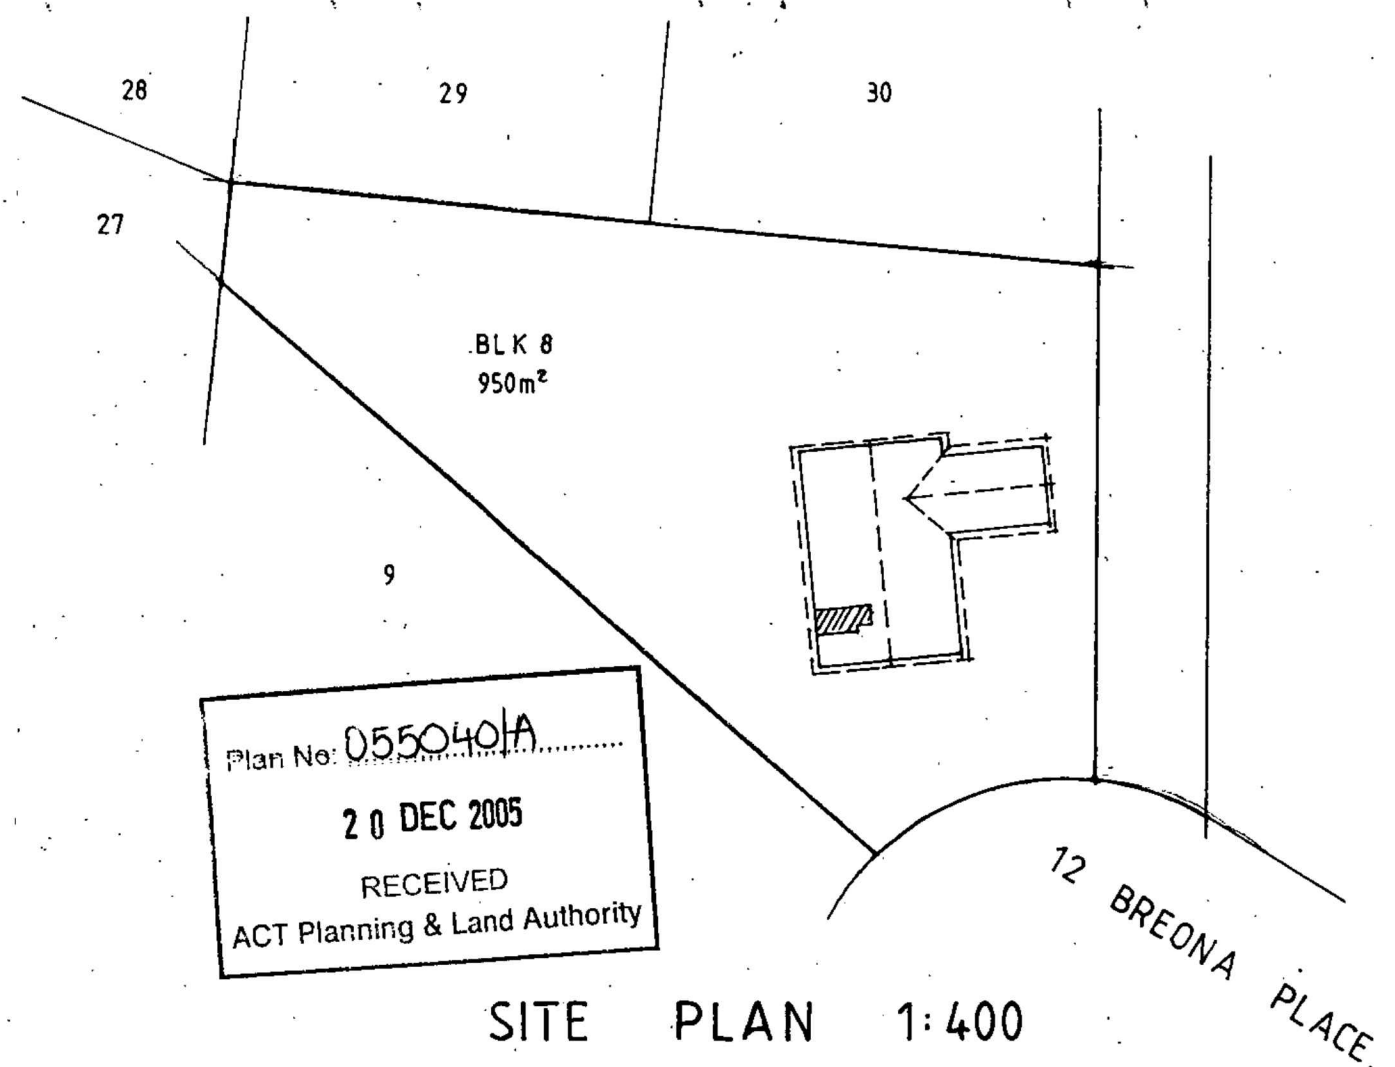 28
29
30
27
BLK 8
950m²
9
Plan No: 055040/A
20 DEC 2005
RECEIVED
ACT Planning & Land Authority
12 BREONA PLACE.
SITE PLAN 1:400